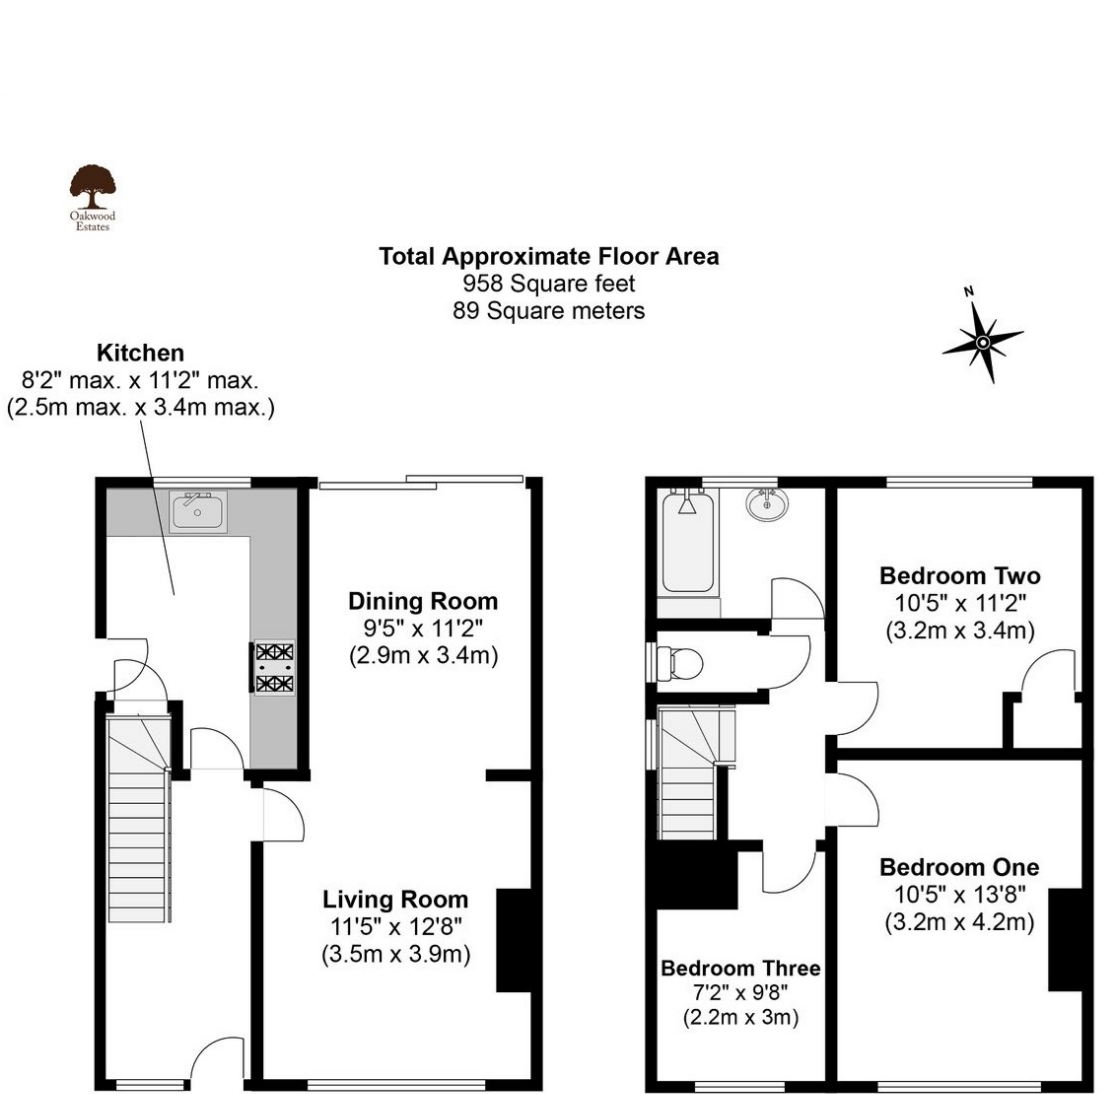 Oakwood
Estates
Total Approximate Floor Area
958 Square feet
89 Square meters
N
Kitchen
8'2" max. x 11'2" max.
(2.5m max. x 3.4m max.)
Dining Room
9'5" x 11'2"
(2.9m x 3.4m)
Living Room
11'5" x 12'8"
(3.5m x 3.9m)
Bedroom Two
10'5" x 11'2"
(3.2m x 3.4m)
Bedroom One
10'5" x 13'8"
(3.2m x 4.2m)
Bedroom Three
7'2" x 9'8"
(2.2m x 3m)